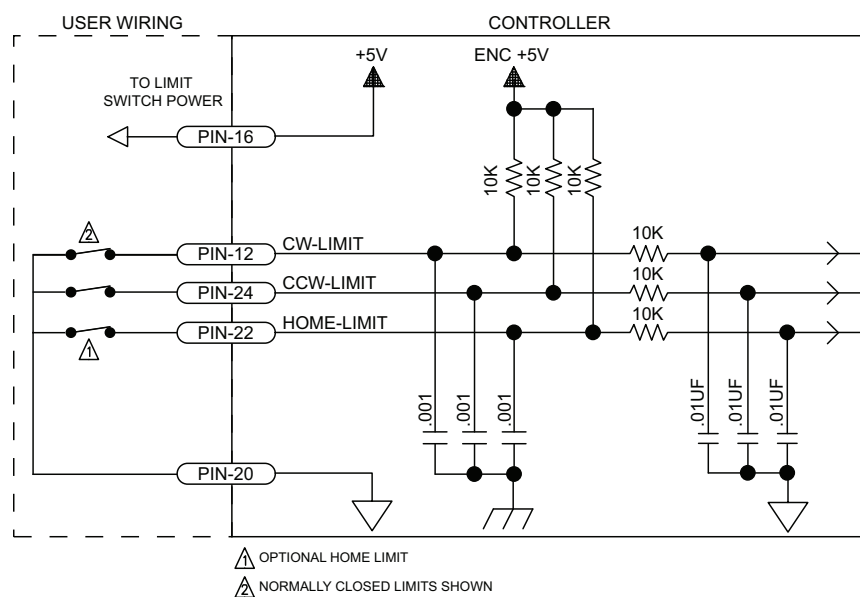 USER WIRING
CONTROLLER
+5V
ENC +5V
TO LIMIT
SWITCH POWER
PIN-16
10K
10K
10K
2
PIN-12
CW-LIMIT
10K
PIN-24
CCW-LIMIT
10K
PIN-22
HOME-LIMIT
10K
1
.001
.001
.001
.01UF
.01UF
.01UF
PIN-20
1 OPTIONAL HOME LIMIT
2 NORMALLY CLOSED LIMITS SHOWN